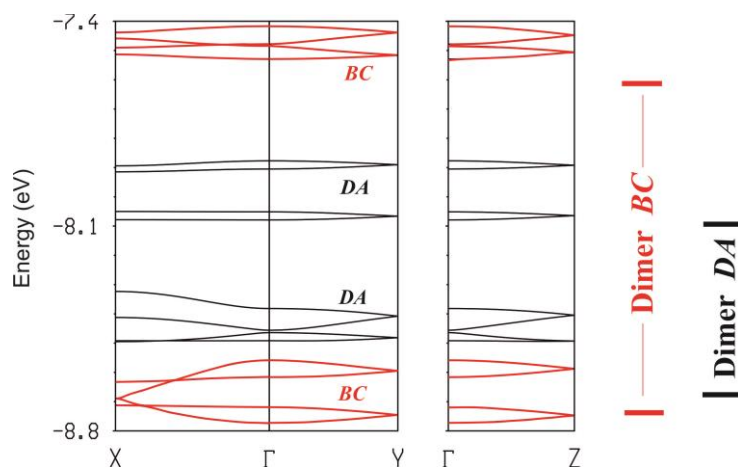 -7.4
BC
DA
-8.1
DA
BC
-8.8
Energy (eV)
X Γ Y Γ Z
Dimer BC
Dimer DA